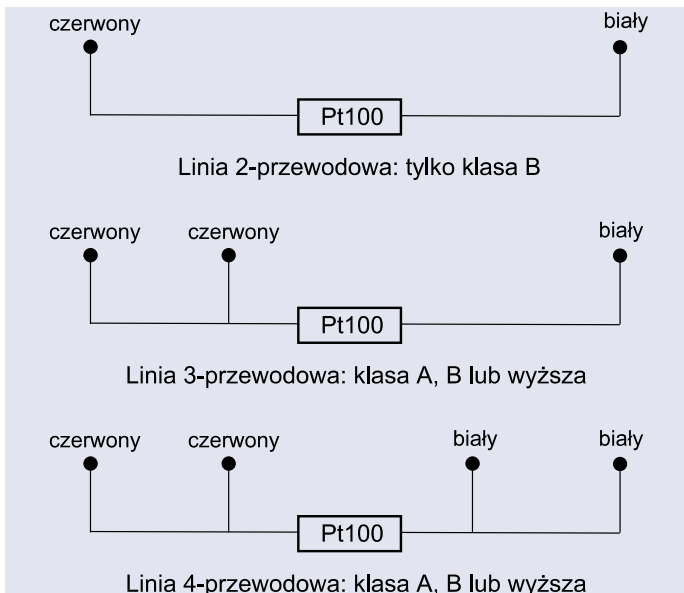 czerwony biały
Pt100
Linia 2-przewodowa: tylko klasa B
czerwony czerwony biały
Pt100
Linia 3-przewodowa: klasa A, B lub wyższa
czerwony czerwony biały biały
Pt100
Linia 4-przewodowa: klasa A, B lub wyższa